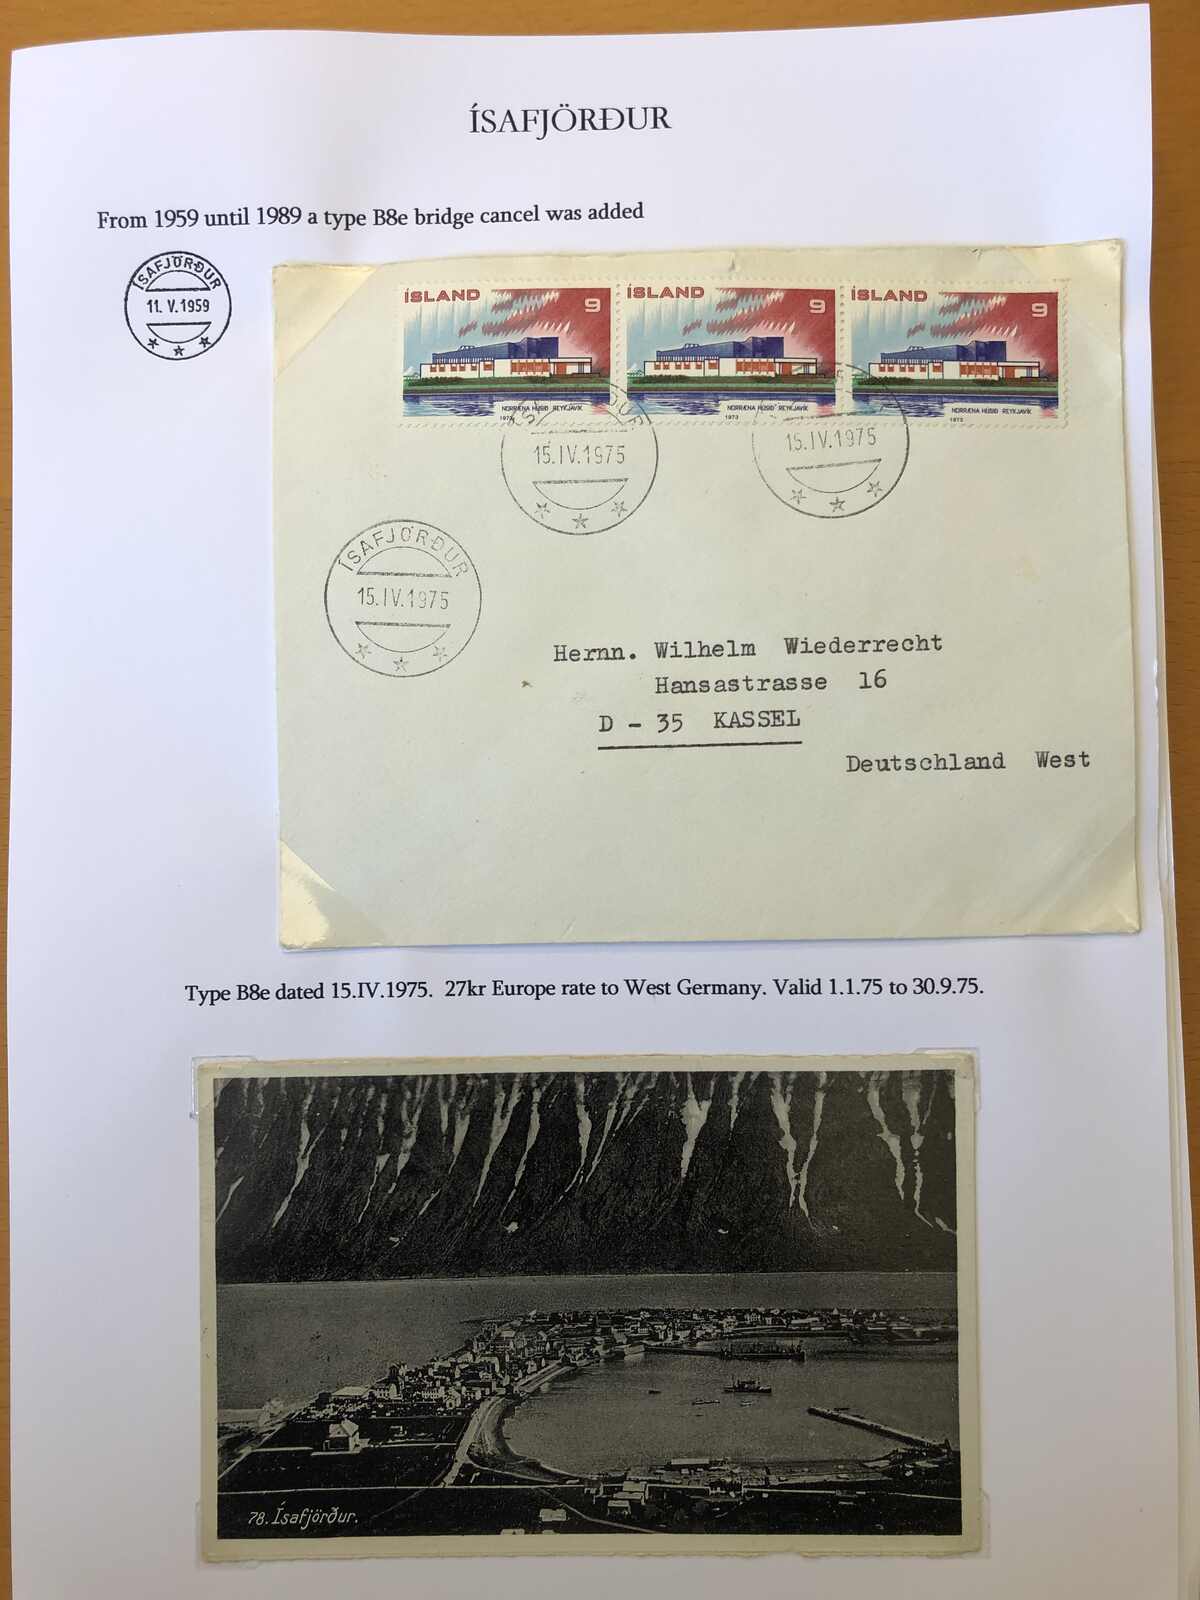 ÍSAFJÖRÐUR
From 1959 until 1989 a type B8e bridge cancel was added
ÍSAFJÖRÐUR
11. V. 1959
ÍSLAND 9
NORRÆNA HÚSIÐ REYKJAVÍK
1973
ÍSLAND 9
NORRÆNA HÚSIÐ REYKJAVÍK
1973
ÍSLAND 9
NORRÆNA HÚSIÐ REYKJAVÍK
1973
15.IV.1975
15.IV.1975
ÍSAFJÖRÐUR
15.IV.1975
Hernn. Wilhelm Wiederrecht
Hansastrasse 16
D - 35 KASSEL
Deutschland West
Type B8e dated 15.IV.1975. 27kr Europe rate to West Germany. Valid 1.1.75 to 30.9.75.
78. Ísafjörður.